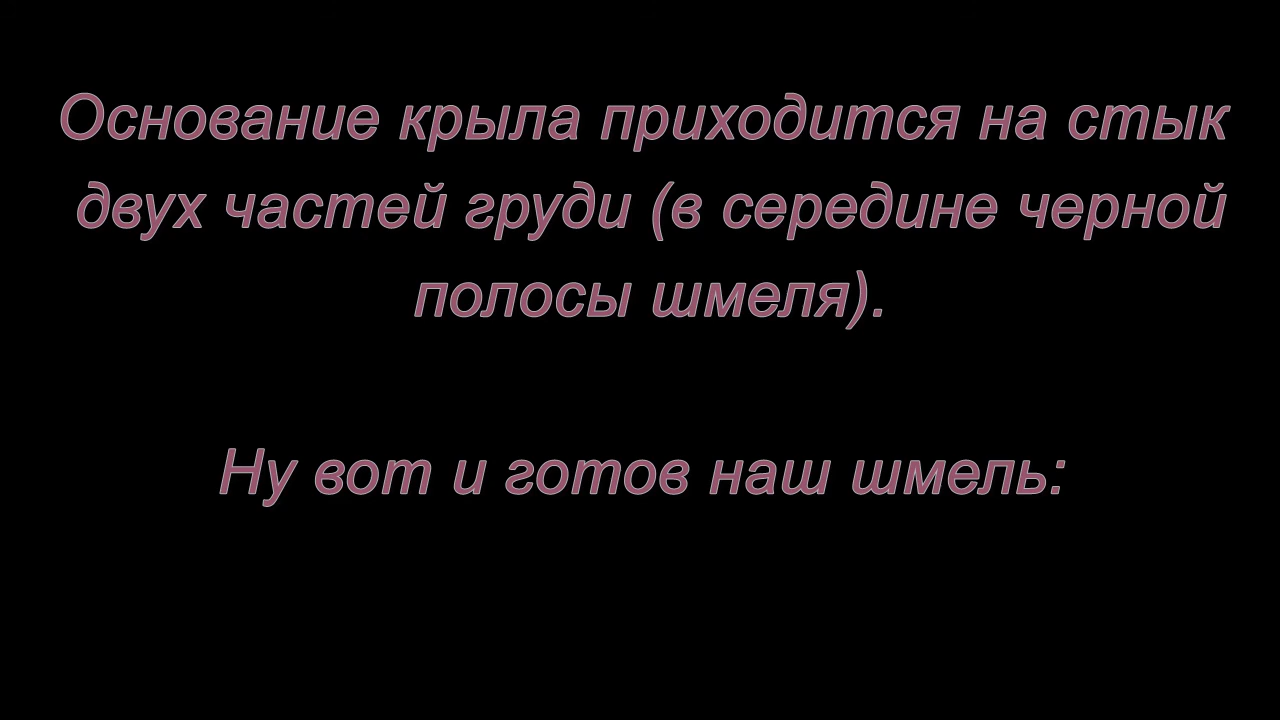 Основание крыла приходится на стык
двух частей груди (в середине черной
полосы шмеля).
Ну вот и готов наш шмель: